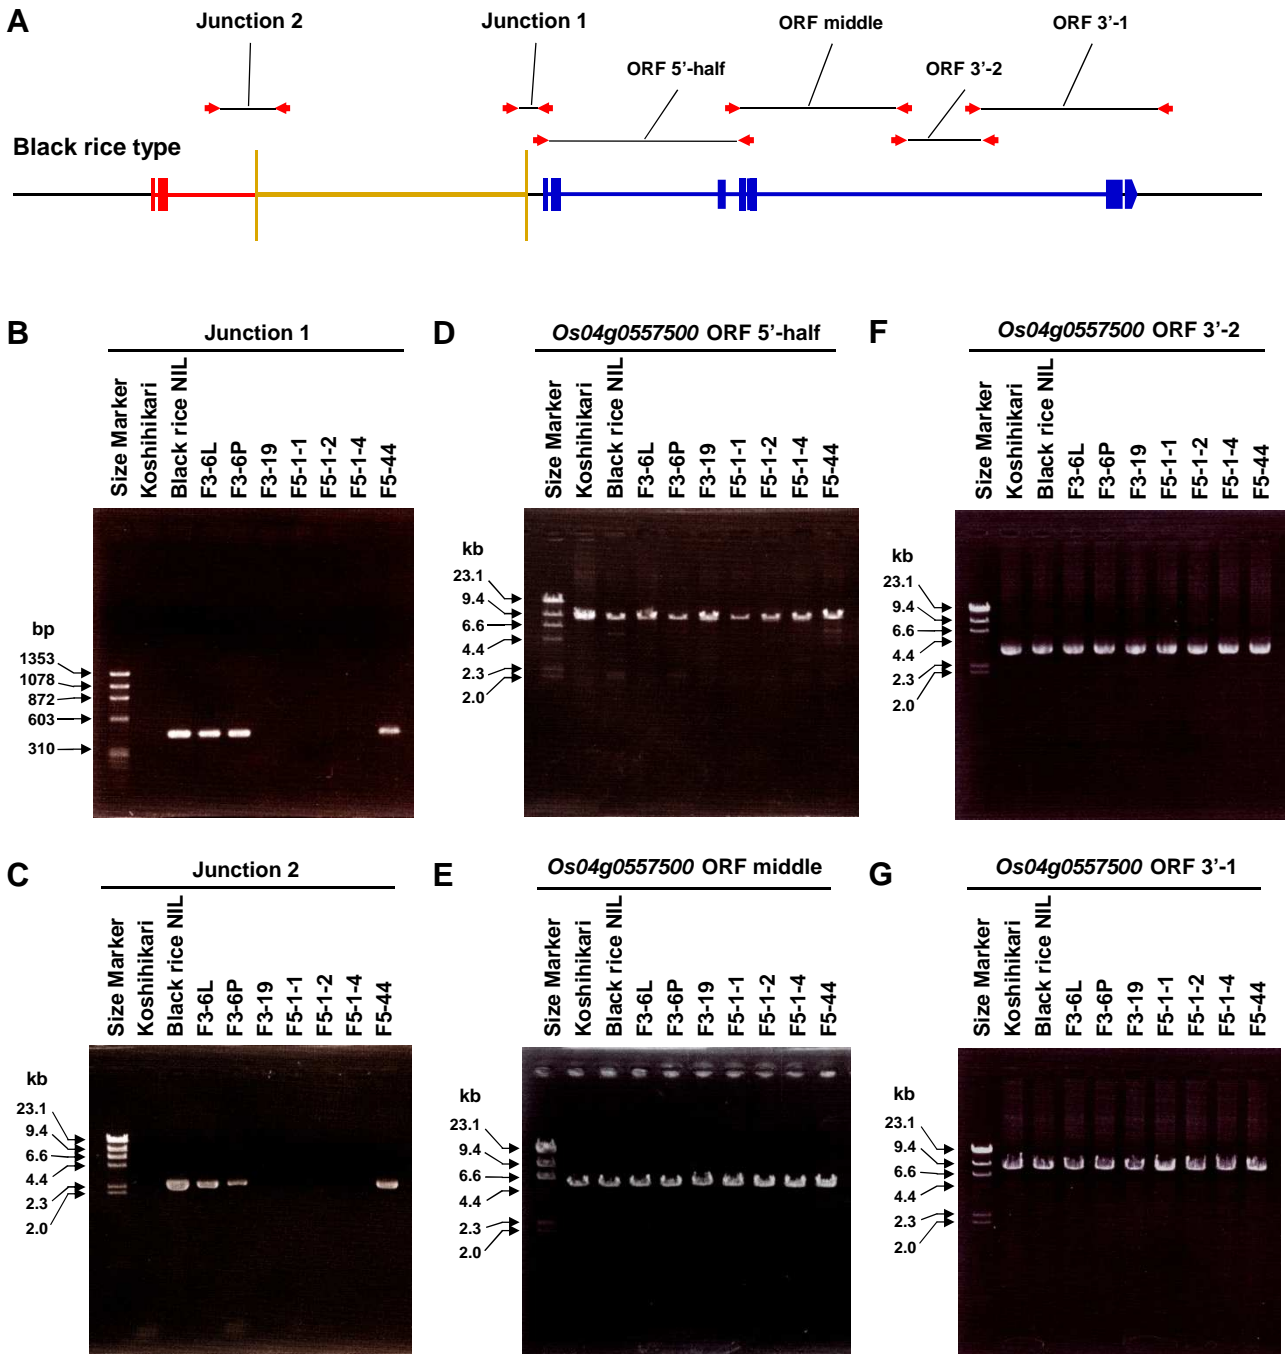 A
Junction 2
Junction 1
ORF middle
ORF 3’-1
ORF 5’-half
ORF 3’-2
Black rice type
B
Junction 1
Size Marker
Koshihikari
Black rice NIL
F3-6L
F3-6P
F3-19
F5-1-1
F5-1-2
F5-1-4
F5-44
bp
1353
1078
872
603
310
D
Os04g0557500 ORF 5’-half
Size Marker
Koshihikari
Black rice NIL
F3-6L
F3-6P
F3-19
F5-1-1
F5-1-2
F5-1-4
F5-44
kb
23.1
9.4
6.6
4.4
2.3
2.0
F
Os04g0557500 ORF 3’-2
Size Marker
Koshihikari
Black rice NIL
F3-6L
F3-6P
F3-19
F5-1-1
F5-1-2
F5-1-4
F5-44
kb
23.1
9.4
6.6
4.4
2.3
2.0
C
Junction 2
Size Marker
Koshihikari
Black rice NIL
F3-6L
F3-6P
F3-19
F5-1-1
F5-1-2
F5-1-4
F5-44
kb
23.1
9.4
6.6
4.4
2.3
2.0
E
Os04g0557500 ORF middle
Size Marker
Koshihikari
Black rice NIL
F3-6L
F3-6P
F3-19
F5-1-1
F5-1-2
F5-1-4
F5-44
kb
23.1
9.4
6.6
4.4
2.3
2.0
G
Os04g0557500 ORF 3’-1
Size Marker
Koshihikari
Black rice NIL
F3-6L
F3-6P
F3-19
F5-1-1
F5-1-2
F5-1-4
F5-44
kb
23.1
9.4
6.6
4.4
2.3
2.0